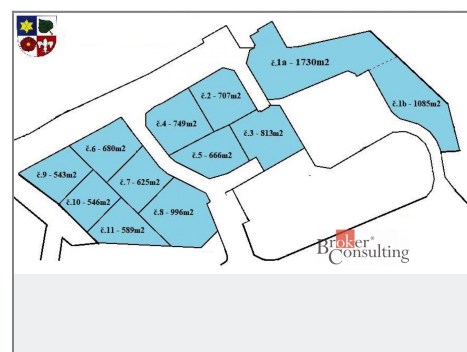 č.1a - 1730m2
č.1b - 1085m2
č.2 - 707m2
č.4 - 749m2
č.3 - 813m2
č.5 - 666m2
č.6 - 680m2
č.9 - 543m2
č.7 - 625m2
č.10 - 546m2
č.8 - 996m2
č.11 - 589m2
Broker®
Consulting